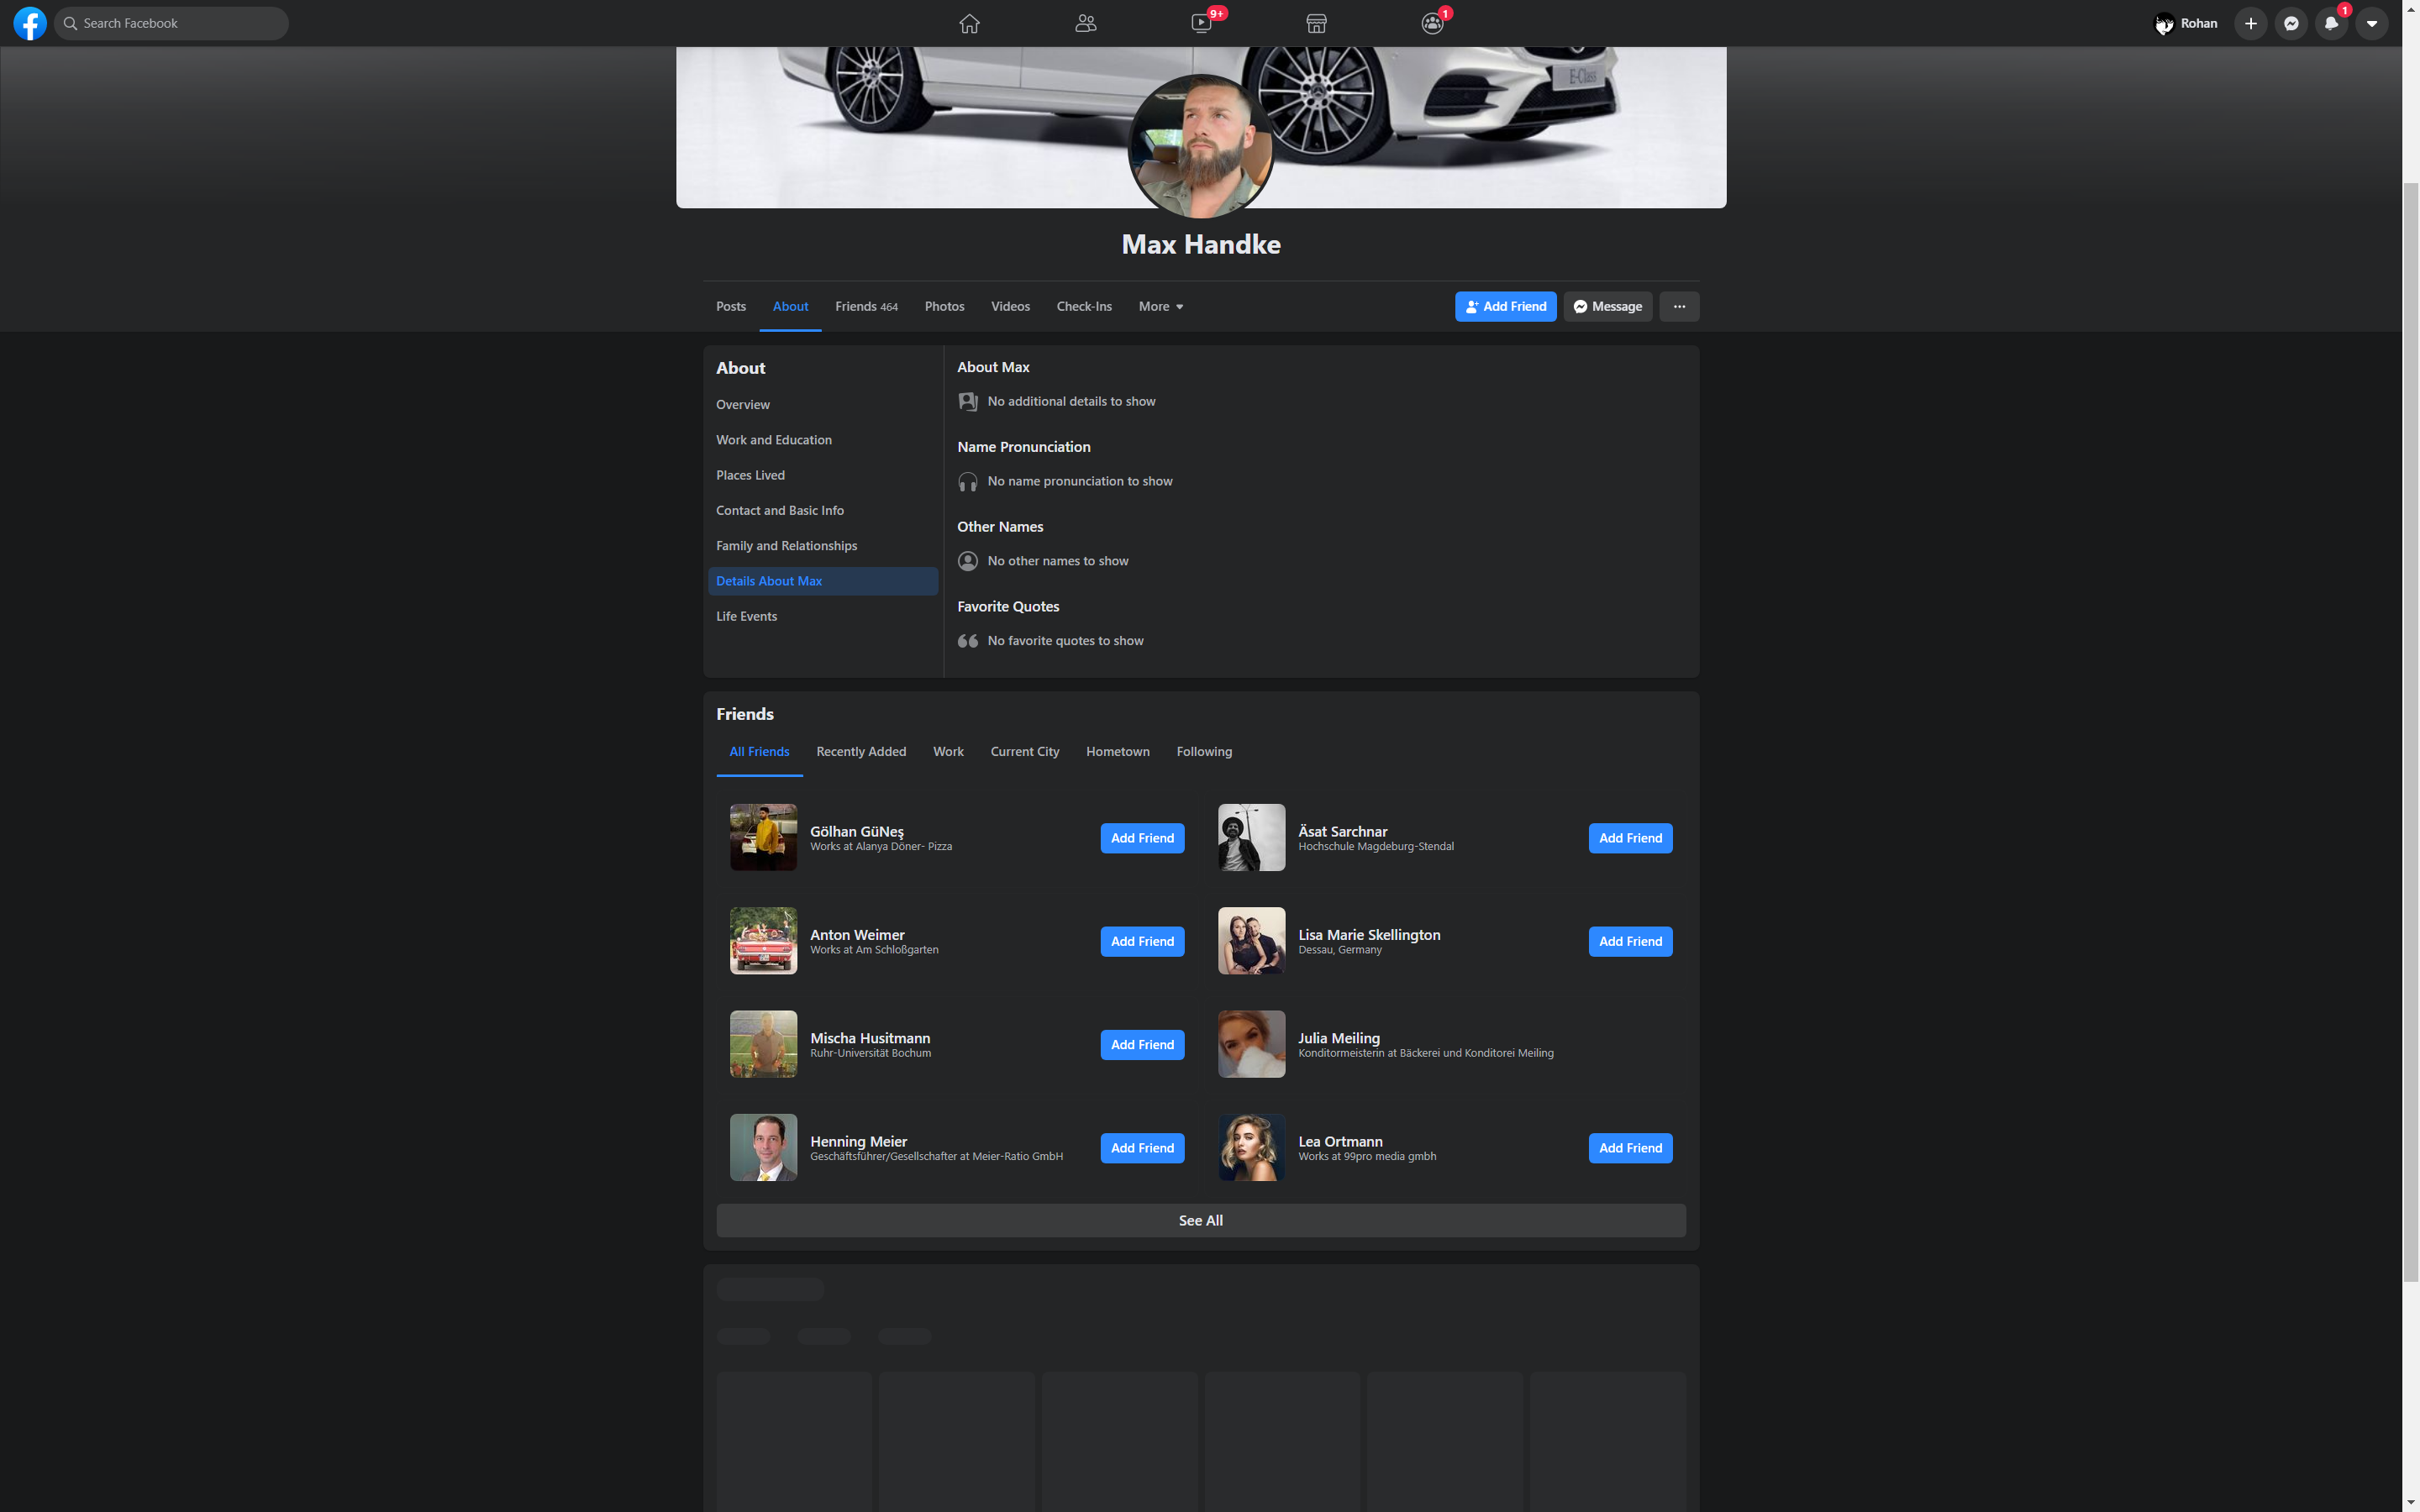 Search Facebook
9+
1
Rohan
1
E-Class
Max Handke
Posts
About
Friends 464
Photos
Videos
Check-Ins
More
Add Friend
Message
About
Overview
Work and Education
Places Lived
Contact and Basic Info
Family and Relationships
Details About Max
Life Events
About Max
No additional details to show
Name Pronunciation
No name pronunciation to show
Other Names
No other names to show
Favorite Quotes
No favorite quotes to show
Friends
All Friends
Recently Added
Work
Current City
Hometown
Following
Gölhan GüNeş
Works at Alanya Döner- Pizza
Add Friend
Äsat Sarchnar
Hochschule Magdeburg-Stendal
Add Friend
Anton Weimer
Works at Am Schloßgarten
Add Friend
Lisa Marie Skellington
Dessau, Germany
Add Friend
Mischa Husitmann
Ruhr-Universität Bochum
Add Friend
Julia Meiling
Konditormeisterin at Bäckerei und Konditorei Meiling
Henning Meier
Geschäftsführer/Gesellschafter at Meier-Ratio GmbH
Add Friend
Lea Ortmann
Works at 99pro media gmbh
Add Friend
See All